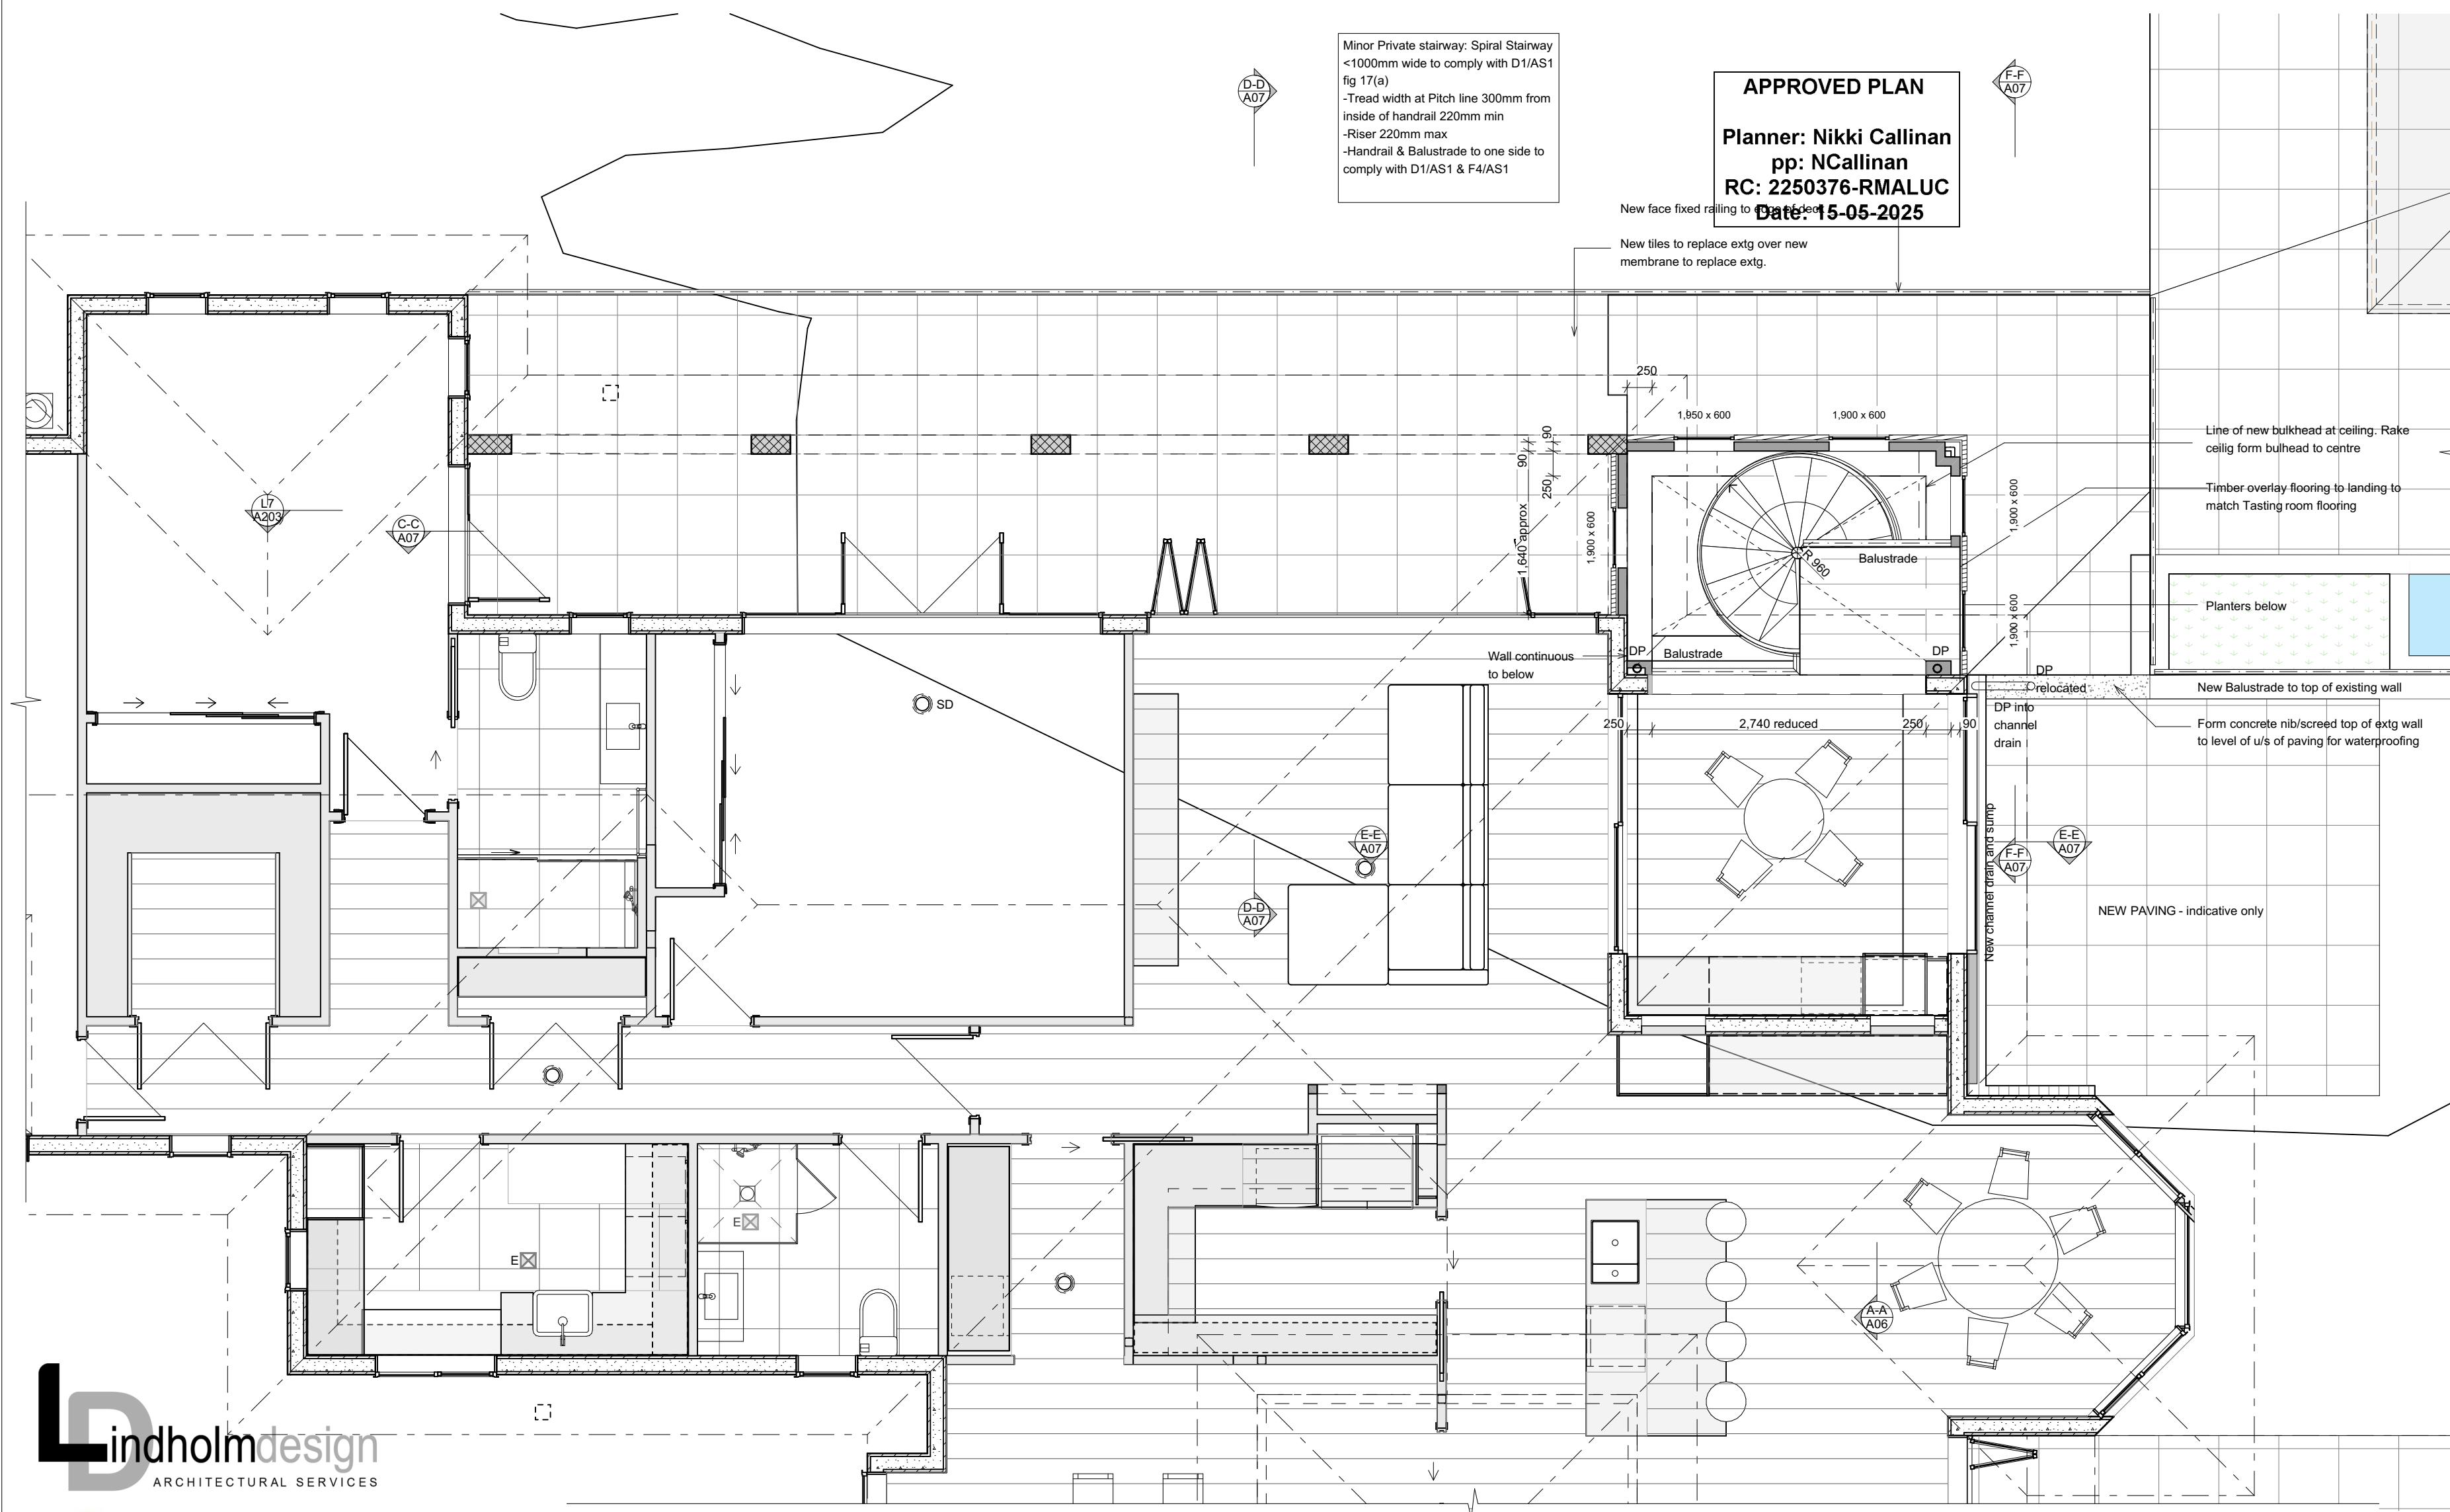 Minor Private stairway: Spiral Stairway
<1000mm wide to comply with D1/AS1
fig 17(a)
-Tread width at Pitch line 300mm from
inside of handrail 220mm min
-Riser 220mm max
-Handrail & Balustrade to one side to
comply with D1/AS1 & F4/AS1
D-D
A07
APPROVED PLAN
Planner: Nikki Callinan
pp: NCallinan
RC: 2250376-RMALUC
Date: 15-05-2025
F-F
A07
New face fixed railing to edge of deck
New tiles to replace extg over new
membrane to replace extg.
250
1,950 x 600
1,900 x 600
90
90
250
1,640 approx
1,900 x 600
1,900 x 600
1,900 x 600
Line of new bulkhead at ceiling. Rake
ceilig form bulhead to centre
Timber overlay flooring to landing to
match Tasting room flooring
L7
A203
C-C
A07
R 960
Balustrade
Planters below
Wall continuous
to below
DP
Balustrade
DP
DP
relocated
New Balustrade to top of existing wall
SD
250
2,740 reduced
250
90
DP into
channel
drain
Form concrete nib/screed top of extg wall
to level of u/s of paving for waterproofing
New channel drain and sump
E-E
A07
F-F
A07
E-E
A07
D-D
A07
NEW PAVING - indicative only
E
E
A-A
A06
LD
Lindholmdesign
ARCHITECTURAL SERVICES